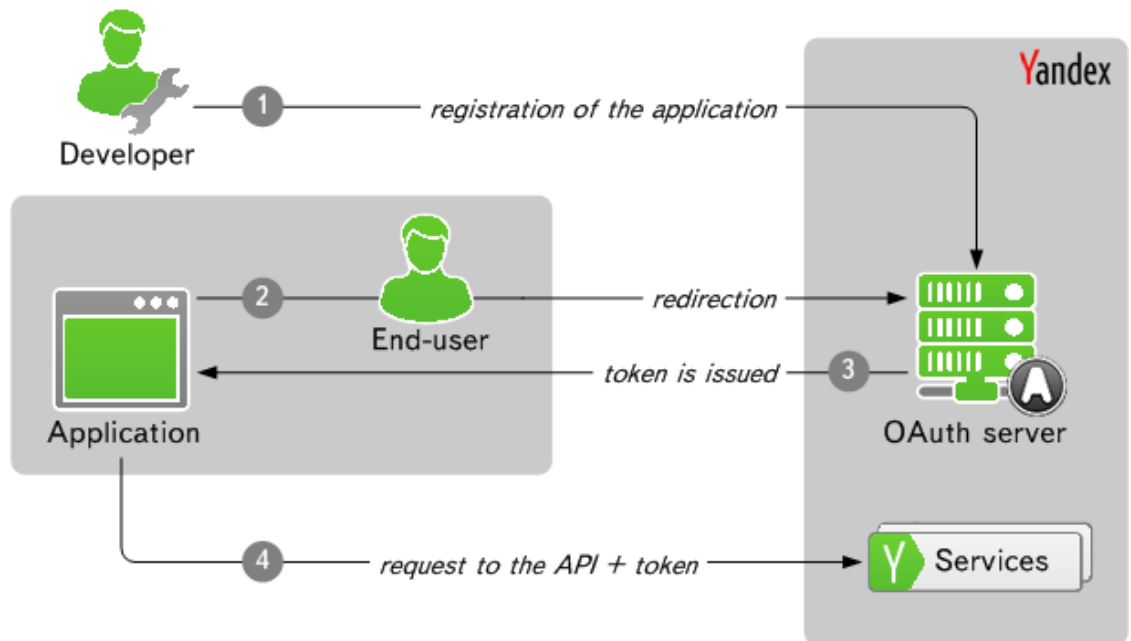 Yandex
1
registration of the application
Developer
2
redirection
End-user
token is issued
3
Application
OAuth server
4
request to the API + token
Y
Services
A